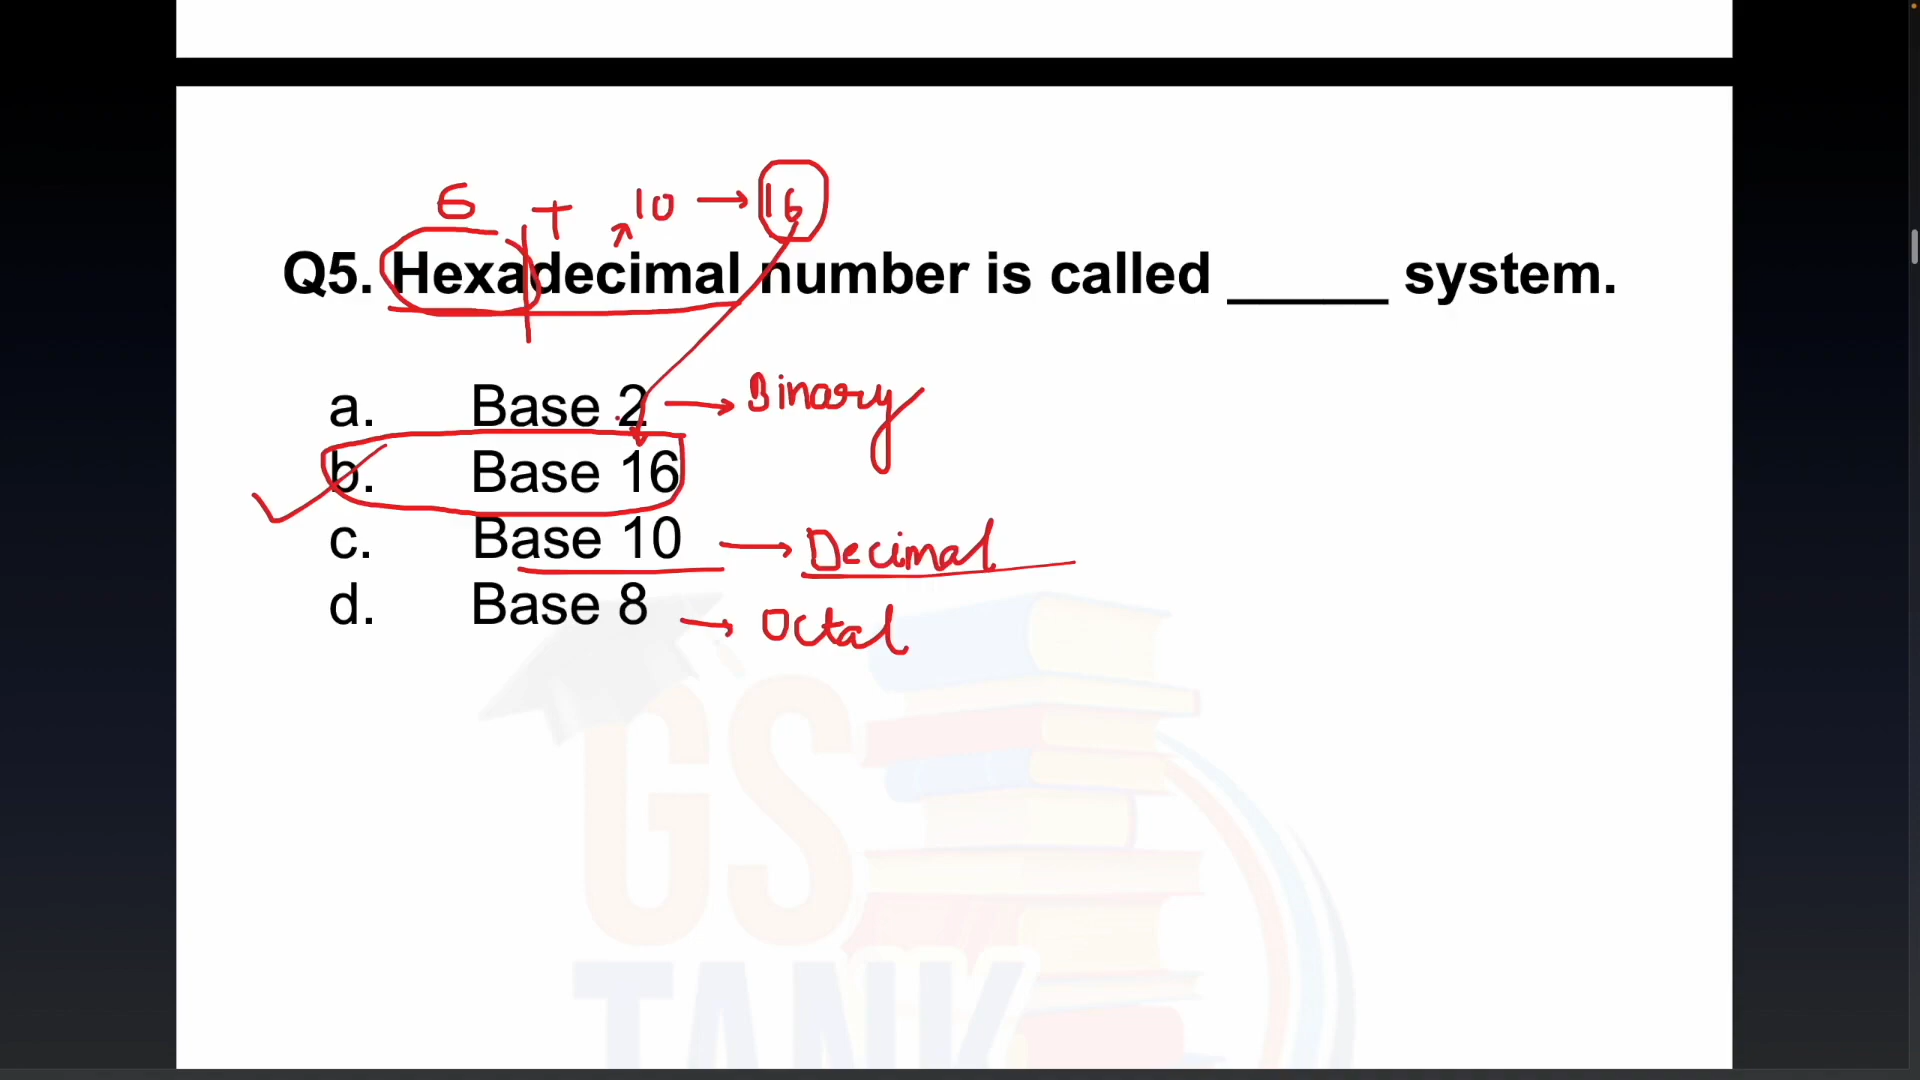 6 + 10 → 16
Q5. Hexadecimal number is called _____ system.
a. Base 2 → Binary
b. Base 16
c. Base 10 → Decimal
d. Base 8 → Octal
GS
TANK